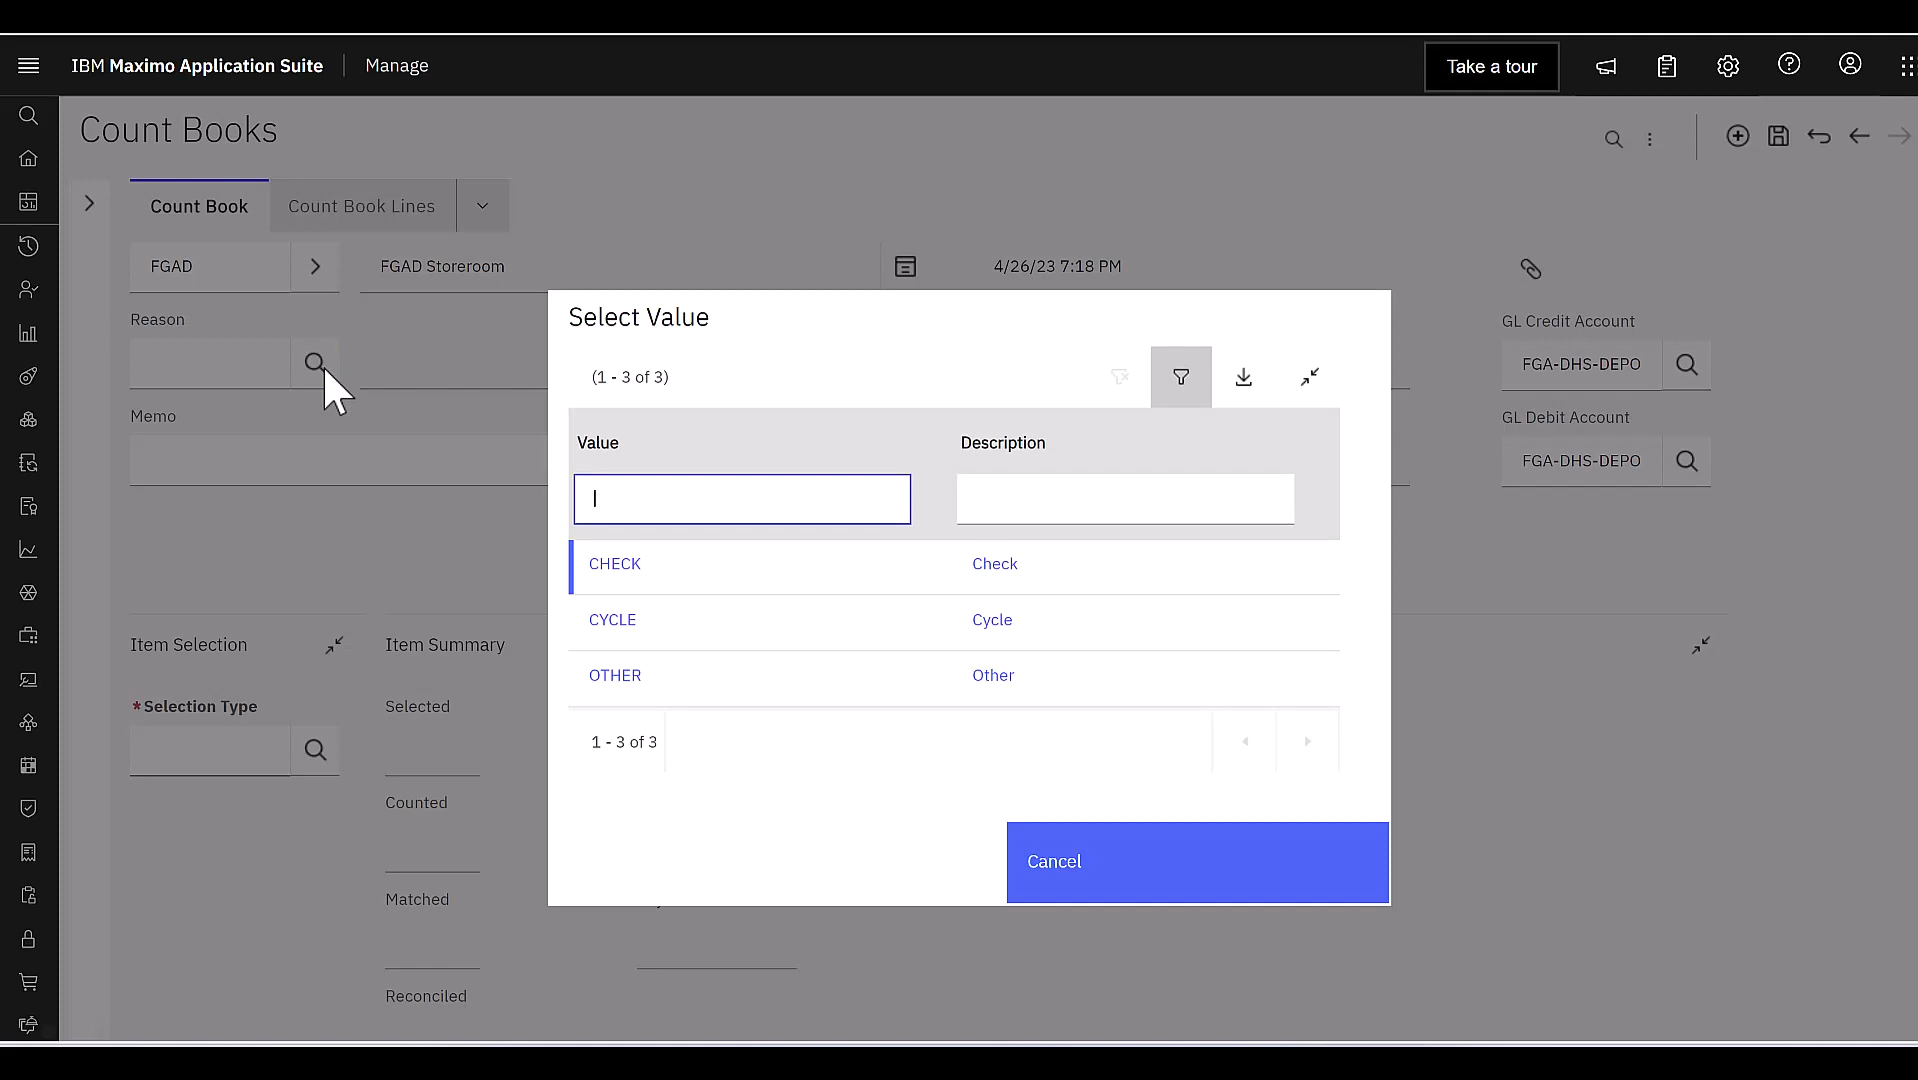 IBM Maximo Application Suite
Manage
Take a tour
Count Books
Count Book
Count Book Lines
FGAD
FGAD Storeroom
4/26/23 7:18 PM
Reason
Memo
GL Credit Account
FGA-DHS-DEPO
GL Debit Account
FGA-DHS-DEPO
Select Value
(1 - 3 of 3)
Value
Description
CHECK
Check
CYCLE
Cycle
OTHER
Other
1 - 3 of 3
Cancel
Item Selection
Item Summary
*Selection Type
Selected
Counted
Matched
Reconciled